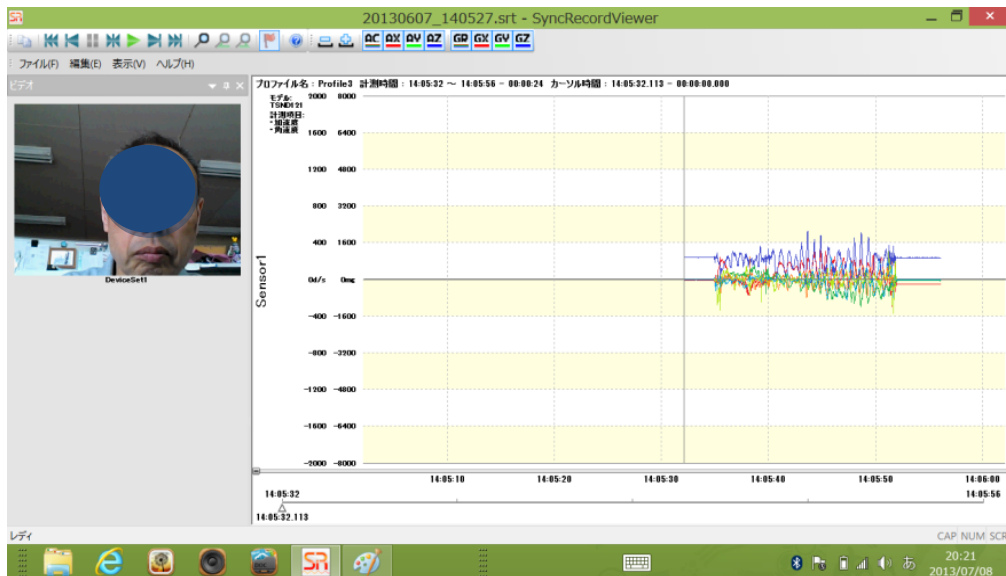 SR
20130607_140527.srt - SyncRecordViewer
AC AX AY AZ GR GX GY GZ
ファイル(F) 編集(E) 表示(V) ヘルプ(H)
ビデオ
DeviceSet1
プロファイル名 : Profile3 計測時間 : 14:05:32 ～ 14:05:56 - 00:00:24 カーソル時間 : 14:05:32.113 - 00:00:00.000
モデル:
TSND121
計測項目:
・加速度
・角速度
2000 8000
1600 6400
1200 4800
800 3200
400 1600
0d/s 0mg
-400 -1600
-800 -3200
-1200 -4800
-1600 -6400
-2000 -8000
Sensor1
14:05:10 14:05:20 14:05:30 14:05:40 14:05:50 14:06:00
14:05:32 14:05:56
14:05:32.113
レディ
CAP NUM SCR
SR
あ
20:21
2013/07/08